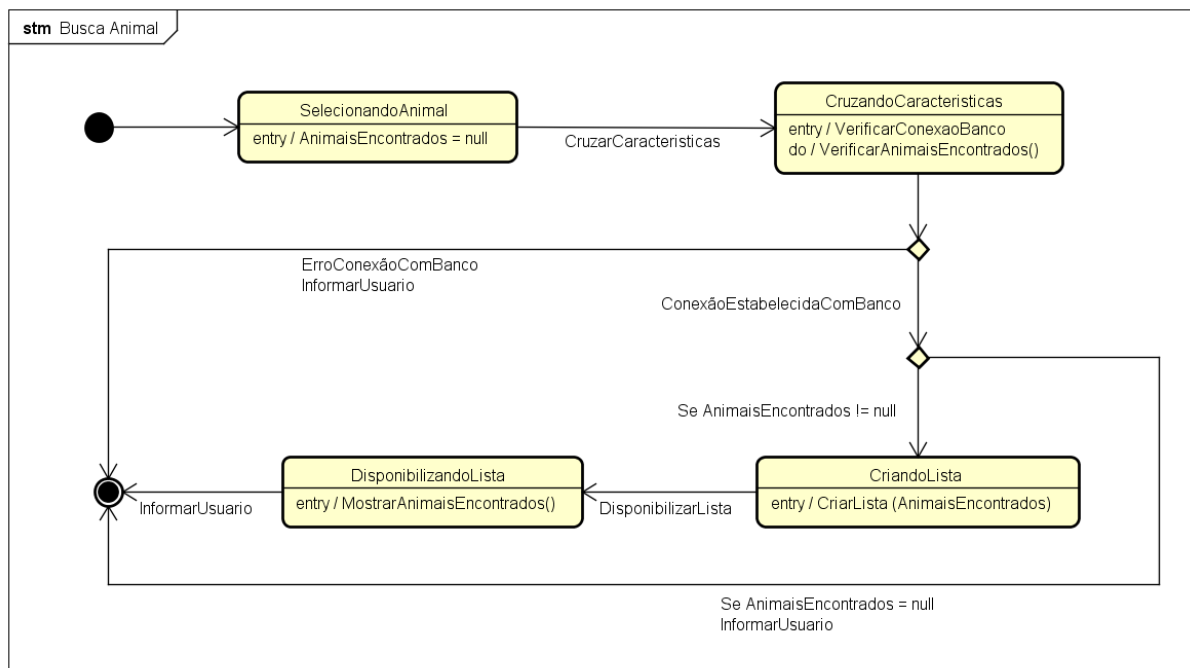 stm Busca Animal
SelecionandoAnimal
entry / AnimaisEncontrados = null
CruzarCaracteristicas
CruzandoCaracteristicas
entry / VerificarConexaoBanco
do / VerificarAnimaisEncontrados()
ErroConexãoComBanco
InformarUsuario
ConexãoEstabelecidaComBanco
Se AnimaisEncontrados != null
DisponibilizandoLista
entry / MostrarAnimaisEncontrados()
CriandoLista
entry / CriarLista (AnimaisEncontrados)
InformarUsuario
DisponibilizarLista
Se AnimaisEncontrados = null
InformarUsuario